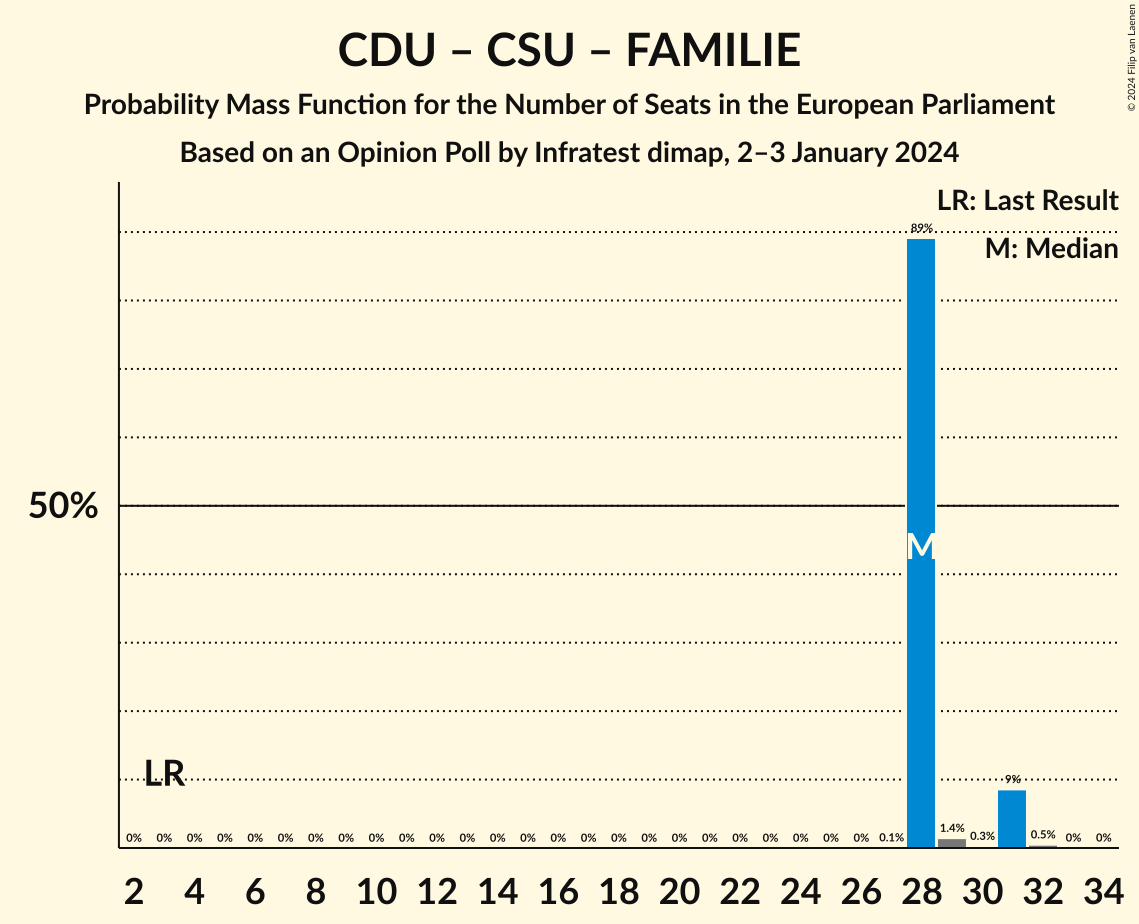 CDU – CSU – FAMILIE
Probability Mass Function for the Number of Seats in the European Parliament
Based on an Opinion Poll by Infratest dimap, 2–3 January 2024
© 2024 Filip van Laenen
LR: Last Result
M: Median
89%
50%
M
LR
9%
0% 0% 0% 0% 0% 0% 0% 0% 0% 0% 0% 0% 0% 0% 0% 0% 0% 0% 0% 0% 0% 0% 0% 0% 0% 0.1% 1.4% 0.3% 0.5% 0% 0%
2 4 6 8 10 12 14 16 18 20 22 24 26 28 30 32 34